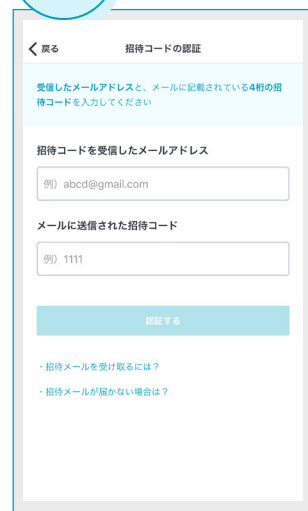 戻る 招待コードの認証
受信したメールアドレスと、メールに記載されている4桁の招
待コードを入力してください
招待コードを受信したメールアドレス
例）abcd@gmail.com
メールに送信された招待コード
例）1111
認証する
・招待メールを受け取るには？
・招待メールが届かない場合は？